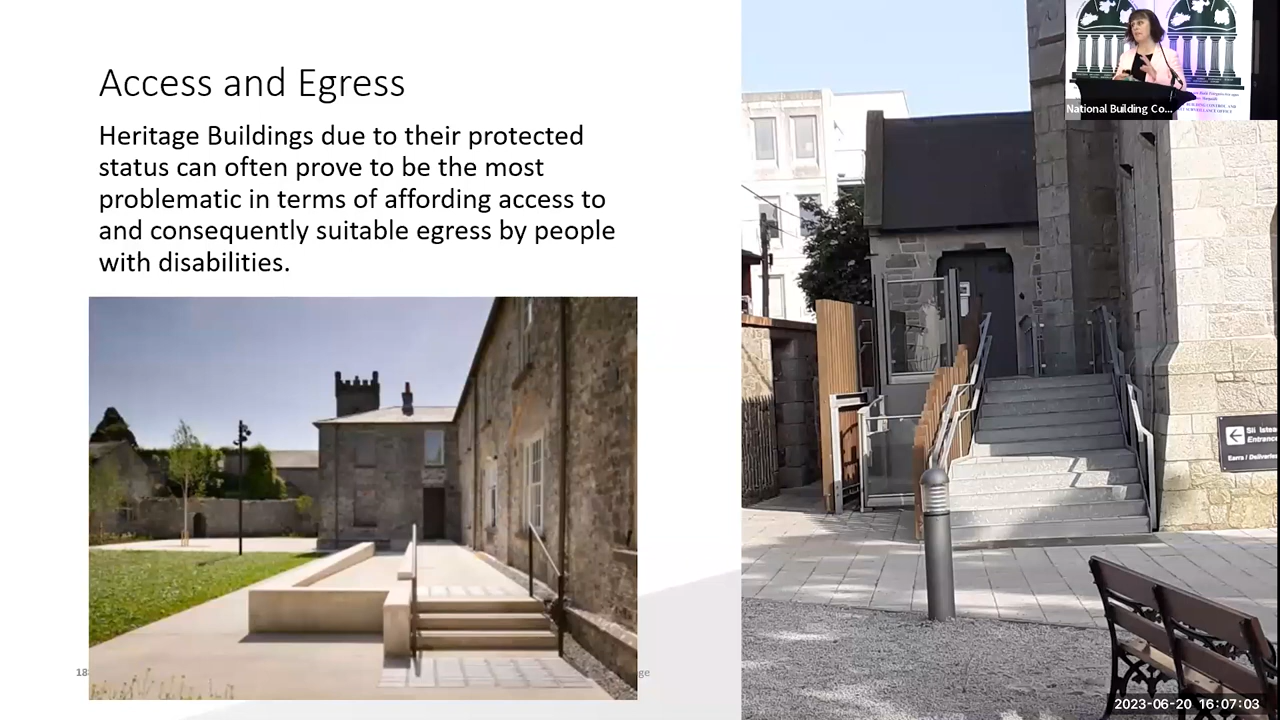 Access and Egress
Heritage Buildings due to their protected
status can often prove to be the most
problematic in terms of affording access to
and consequently suitable egress by people
with disabilities.
National Building Co...
Entrance
18
ge
2023-06-20 16:07:03